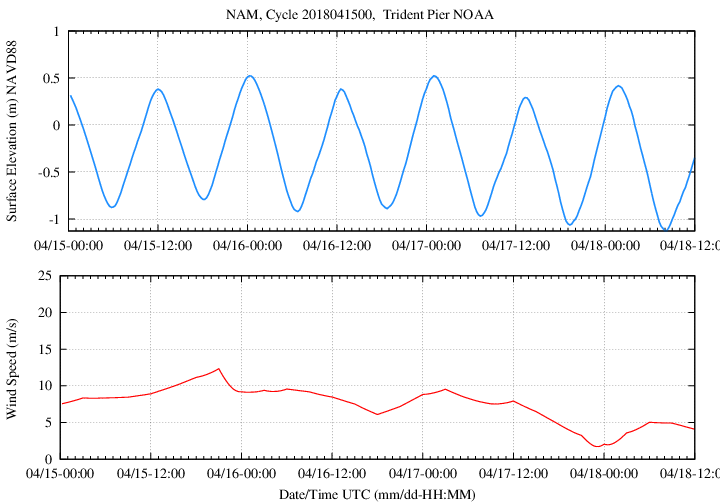 NAM, Cycle 2018041500,  Trident Pier NOAA
Surface Elevation (m) NAVD88
1
0.5
0
-0.5
-1
04/15-00:00 04/15-12:00 04/16-00:00 04/16-12:00 04/17-00:00 04/17-12:00 04/18-00:00 04/18-12:0
Wind Speed (m/s)
25
20
15
10
5
0
04/15-00:00 04/15-12:00 04/16-00:00 04/16-12:00 04/17-00:00 04/17-12:00 04/18-00:00 04/18-12:0
Date/Time UTC (mm/dd-HH:MM)